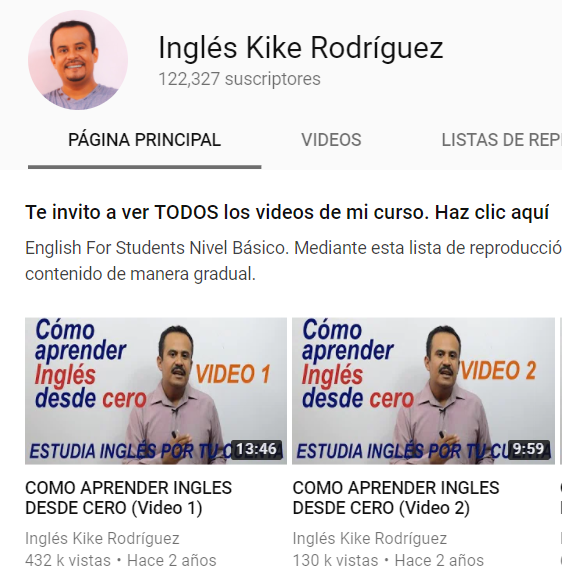 Inglés Kike Rodríguez
122,327 suscriptores
PÁGINA PRINCIPAL VIDEOS LISTAS DE REP
Te invito a ver TODOS los videos de mi curso. Haz clic aquí
English For Students Nivel Básico. Mediante esta lista de reproducció
contenido de manera gradual.
Cómo
aprender
Inglés
desde cero
VIDEO 1
ESTUDIA INGLÉS POR TU CUENTA
13:46
Cómo
aprender
Inglés
desde cero
VIDEO 2
ESTUDIA INGLÉS POR TU CUENTA
9:59
COMO APRENDER INGLES
DESDE CERO (Video 1)
Inglés Kike Rodríguez
432 k vistas • Hace 2 años
COMO APRENDER INGLES
DESDE CERO (Video 2)
Inglés Kike Rodríguez
130 k vistas • Hace 2 años